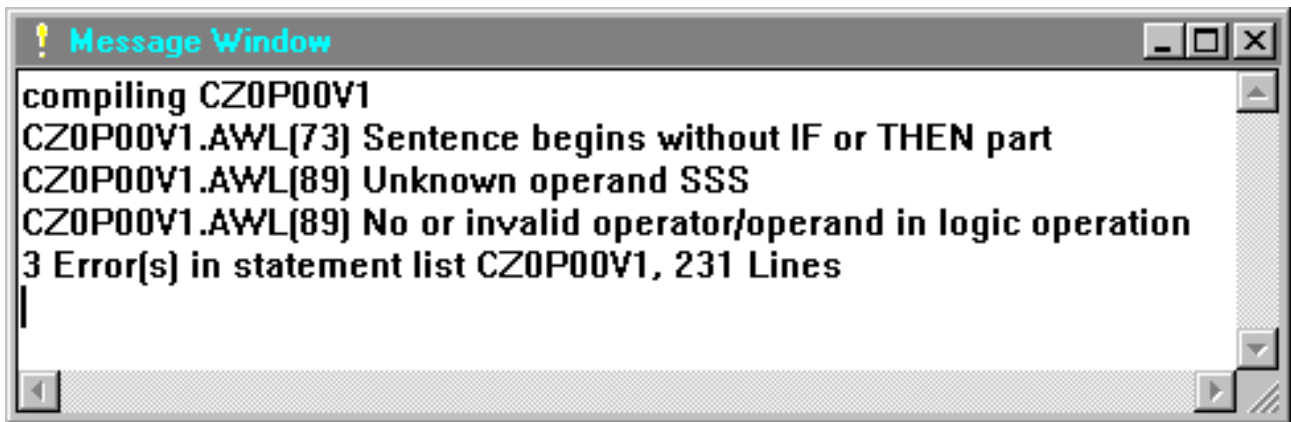 Message Window
compiling CZ0P00V1
CZ0P00V1.AWL(73) Sentence begins without IF or THEN part
CZ0P00V1.AWL(89) Unknown operand SSS
CZ0P00V1.AWL(89) No or invalid operator/operand in logic operation
3 Error(s) in statement list CZ0P00V1, 231 Lines